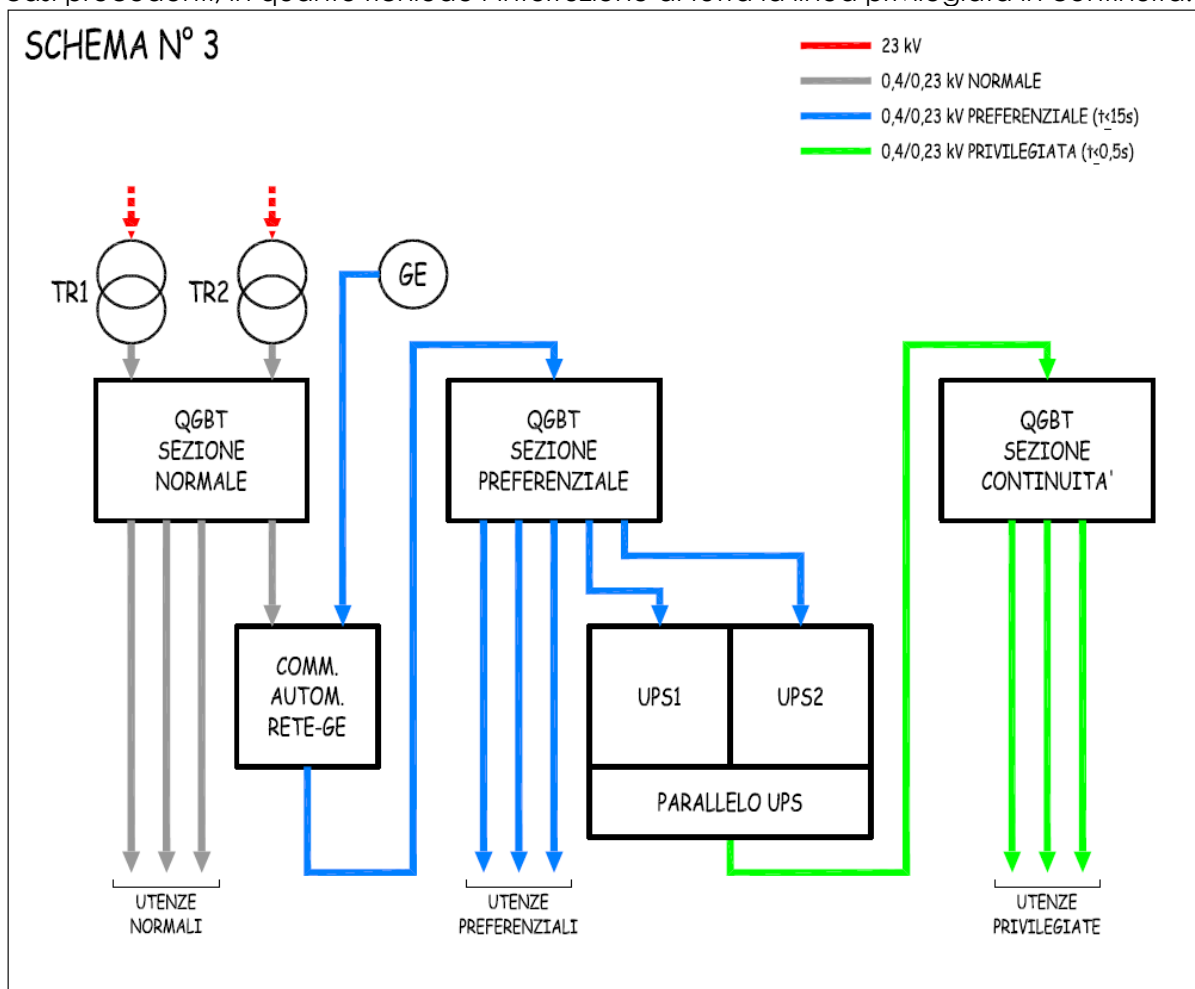 SCHEMA N° 3
23 kV
0,4/0,23 kV NORMALE
0,4/0,23 kV PREFERENZIALE (t≤15s)
0,4/0,23 kV PRIVILEGIATA (t≤0,5s)
TR1
TR2
GE
QGBT
SEZIONE
NORMALE
QGBT
SEZIONE
PREFERENZIALE
QGBT
SEZIONE
CONTINUITA'
COMM.
AUTOM.
RETE-GE
UPS1
UPS2
PARALLELO UPS
UTENZE
NORMALI
UTENZE
PREFERENZIALI
UTENZE
PRIVILEGIATE